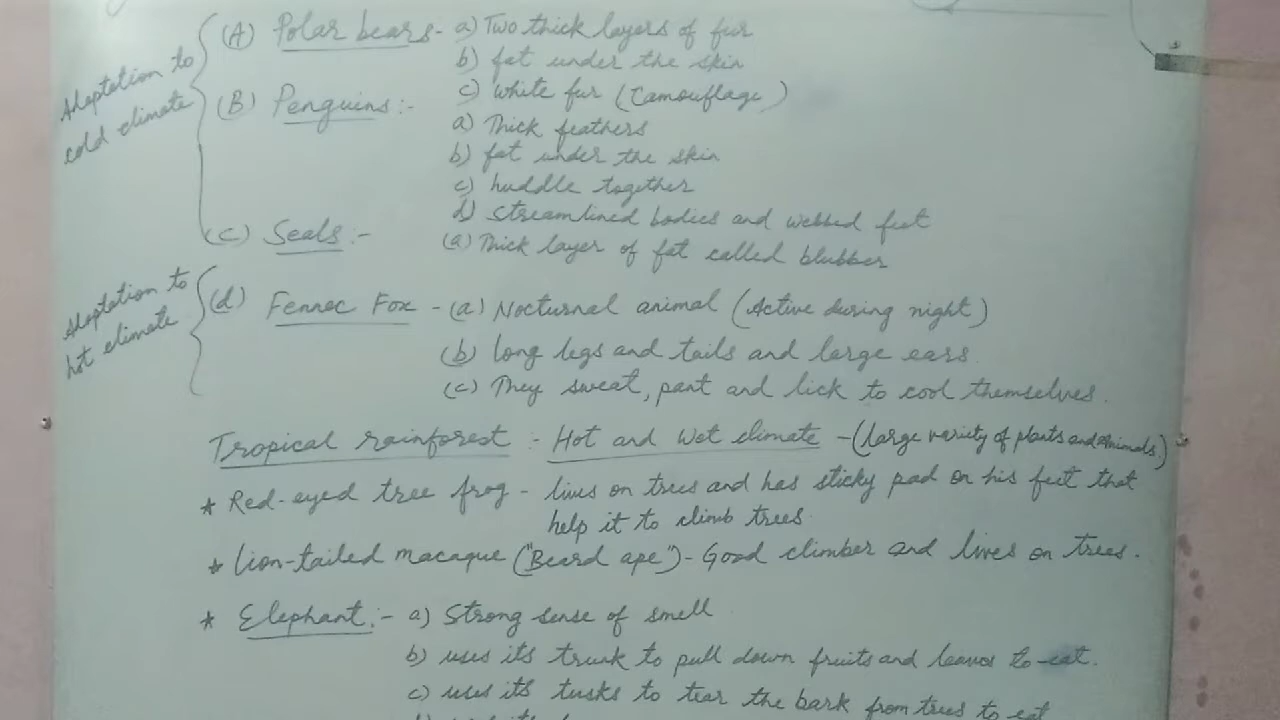 Adaptation to
cold climate
(A) Polar bears - a) Two thick layers of fur
b) fat under the skin
c) White fur (Camouflage)
(B) Penguins :-
a) Thick feathers
b) fat under the skin
c) huddle together
d) streamlined bodies and webbed feet
(C) Seals :- (a) Thick layer of fat called blubber
Adaptation to
hot climate
(d) Fennec Fox - (a) Nocturnal animal (Active during night)
(b) long legs and tails and large ears
(c) They sweat, pant and lick to cool themselves.
Tropical rainforest :- Hot and Wet climate - (large variety of plants and animals.)
* Red-eyed tree frog - lives on trees and has sticky pad on his feet that
help it to climb trees
* Lion-tailed macaque ("Beard ape") - Good climber and lives on trees.
* Elephant :- a) Strong sense of smell
b) uses its trunk to pull down fruits and leaves to eat.
c) uses its tusks to tear the bark from trees to eat